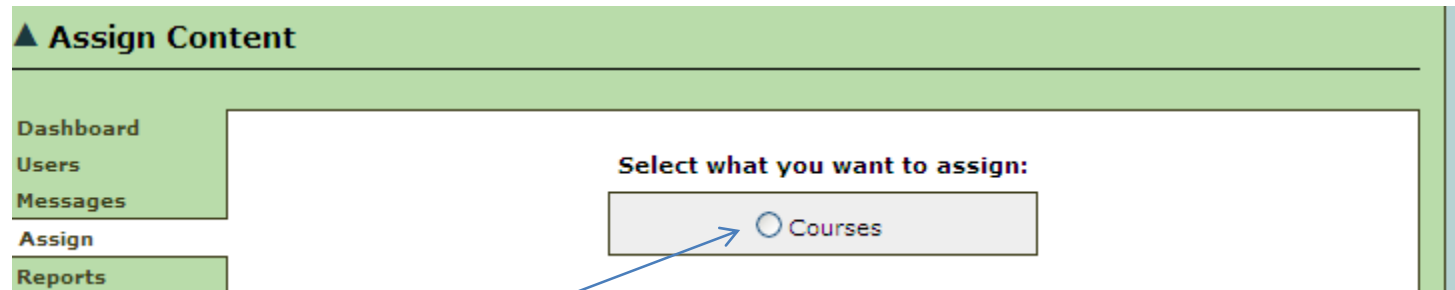 Assign Content
Dashboard
Users
Messages
Assign
Reports
Select what you want to assign:
Courses